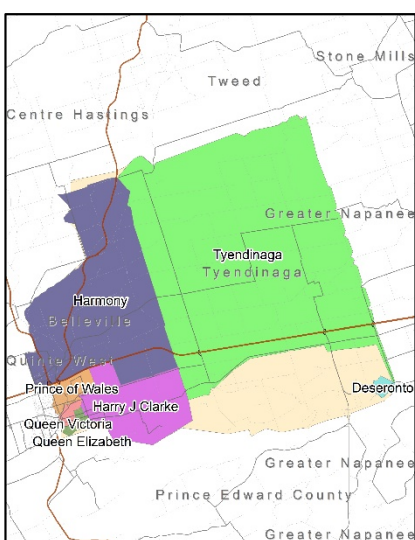 Stone Mills
Tweed
Centre Hastings
Greater Napanee
Tyendinaga
Tyendinaga
Harmony
Belleville
Quinte West
Prince of Wales
Deseronto
Harry J Clarke
Queen Victoria
Queen Elizabeth
Greater Napanee
Prince Edward County
Greater Napanee